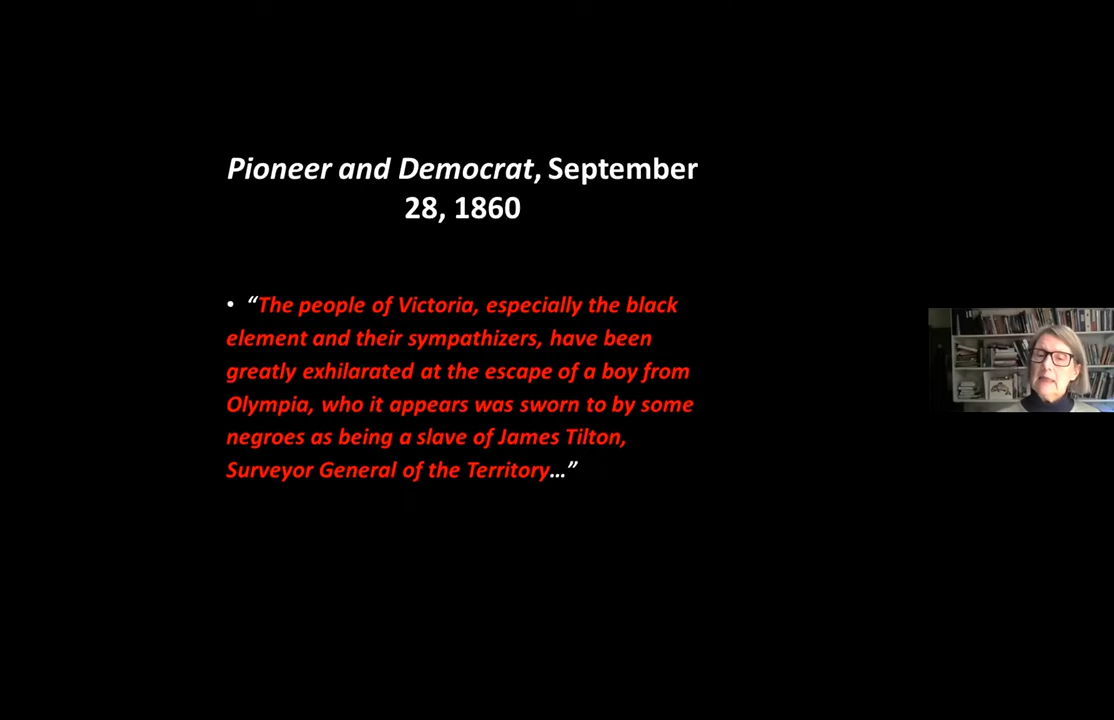 Pioneer and Democrat, September
28, 1860
• “The people of Victoria, especially the black
element and their sympathizers, have been
greatly exhilarated at the escape of a boy from
Olympia, who it appears was sworn to by some
negroes as being a slave of James Tilton,
Surveyor General of the Territory…”